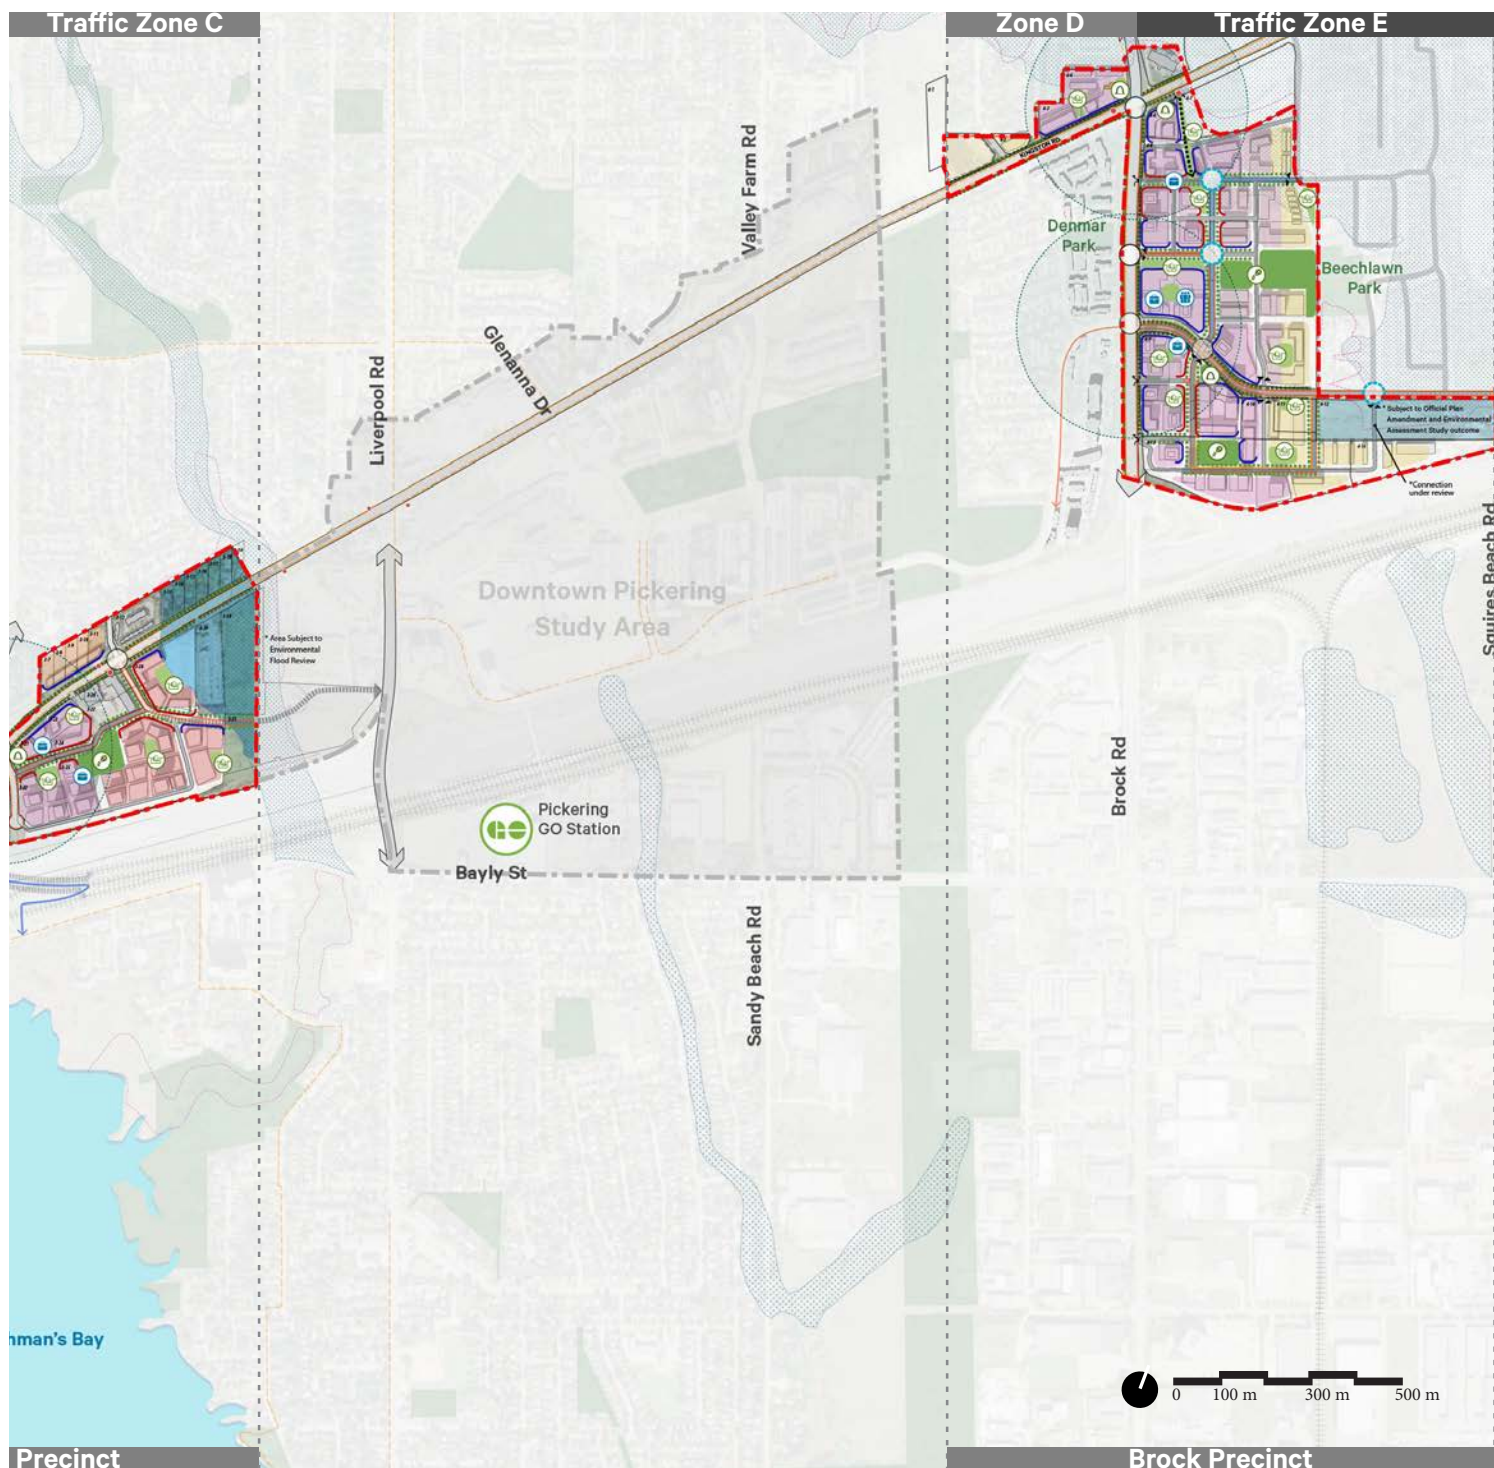 Traffic Zone C
Zone D
Traffic Zone E
KINGSTON RD.
Valley Farm Rd
Denmar
Park
Beechlawn
Park
Glenanna Dr
Liverpool Rd
* Subject to Official Plan
Amendment and Environmental
Assessment Study outcome
*Connection
under review
Squires Beach Rd
Downtown Pickering
Study Area
* Area Subject to
Environmental
Flood Review
Brock Rd
Pickering
GO Station
GO
Bayly St
Sandy Beach Rd
nman's Bay
0 100 m 300 m 500 m
Precinct
Brock Precinct